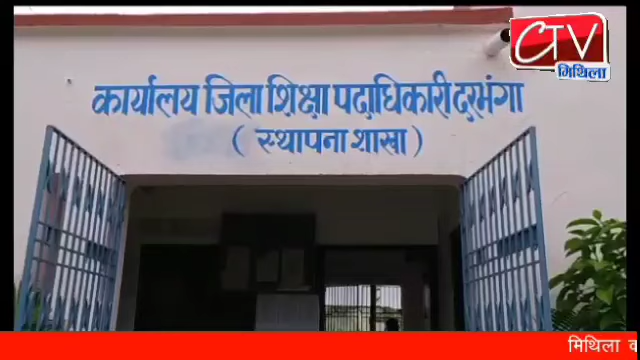 CTV
मिथिला
कार्यालय जिला शिक्षा पदाधिकारी दरभंगा
( स्थापना शाखा )
मिथिला